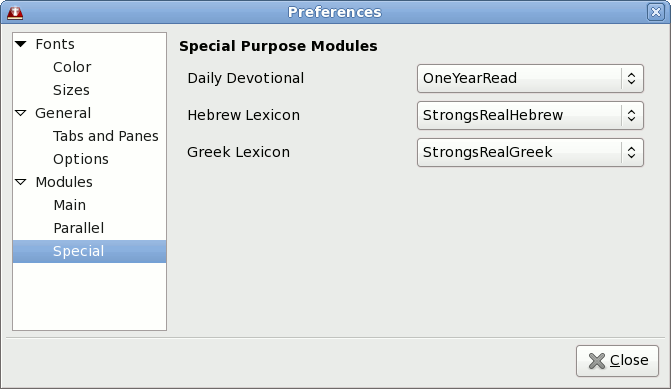 Preferences
Fonts
Color
Sizes
General
Tabs and Panes
Options
Modules
Main
Parallel
Special
Special Purpose Modules
Daily Devotional OneYearRead
Hebrew Lexicon StrongsRealHebrew
Greek Lexicon StrongsRealGreek
Close